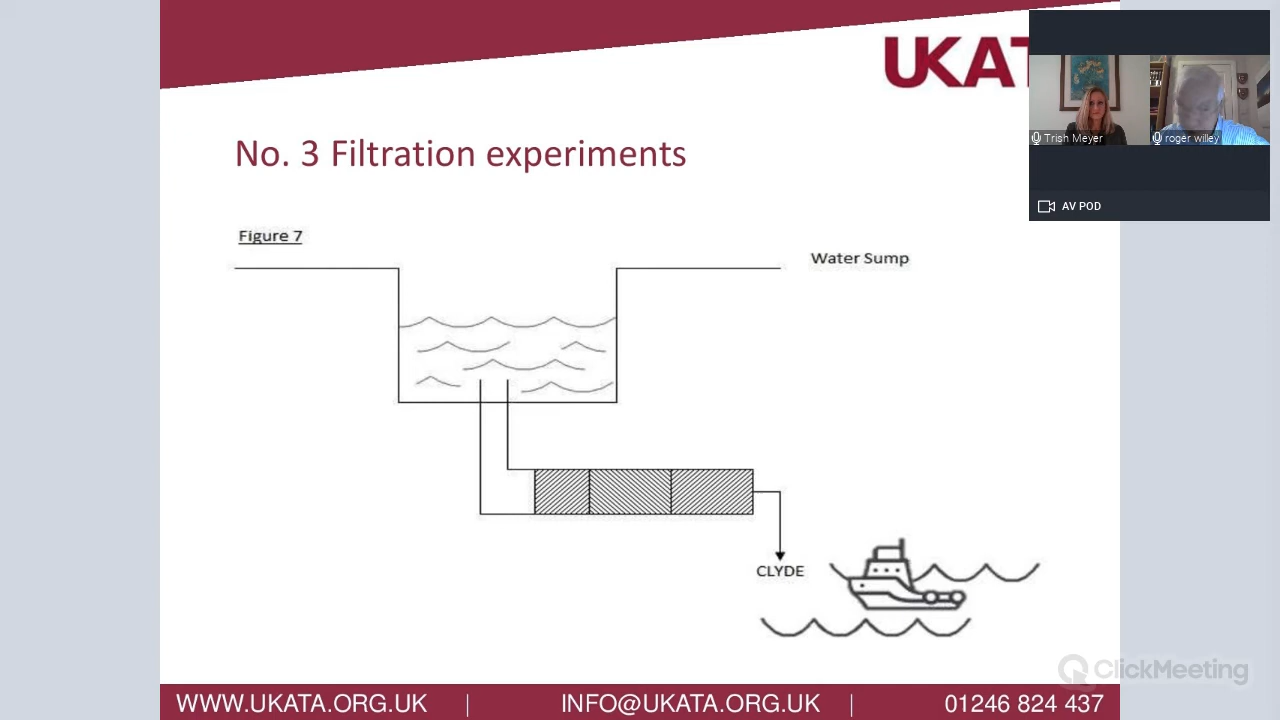 UKAT
Trish Meyer
roger willey
AV POD
No. 3 Filtration experiments
Figure 7
Water Sump
CLYDE
ClickMeeting
WWW.UKATA.ORG.UK | INFO@UKATA.ORG.UK | 01246 824 437